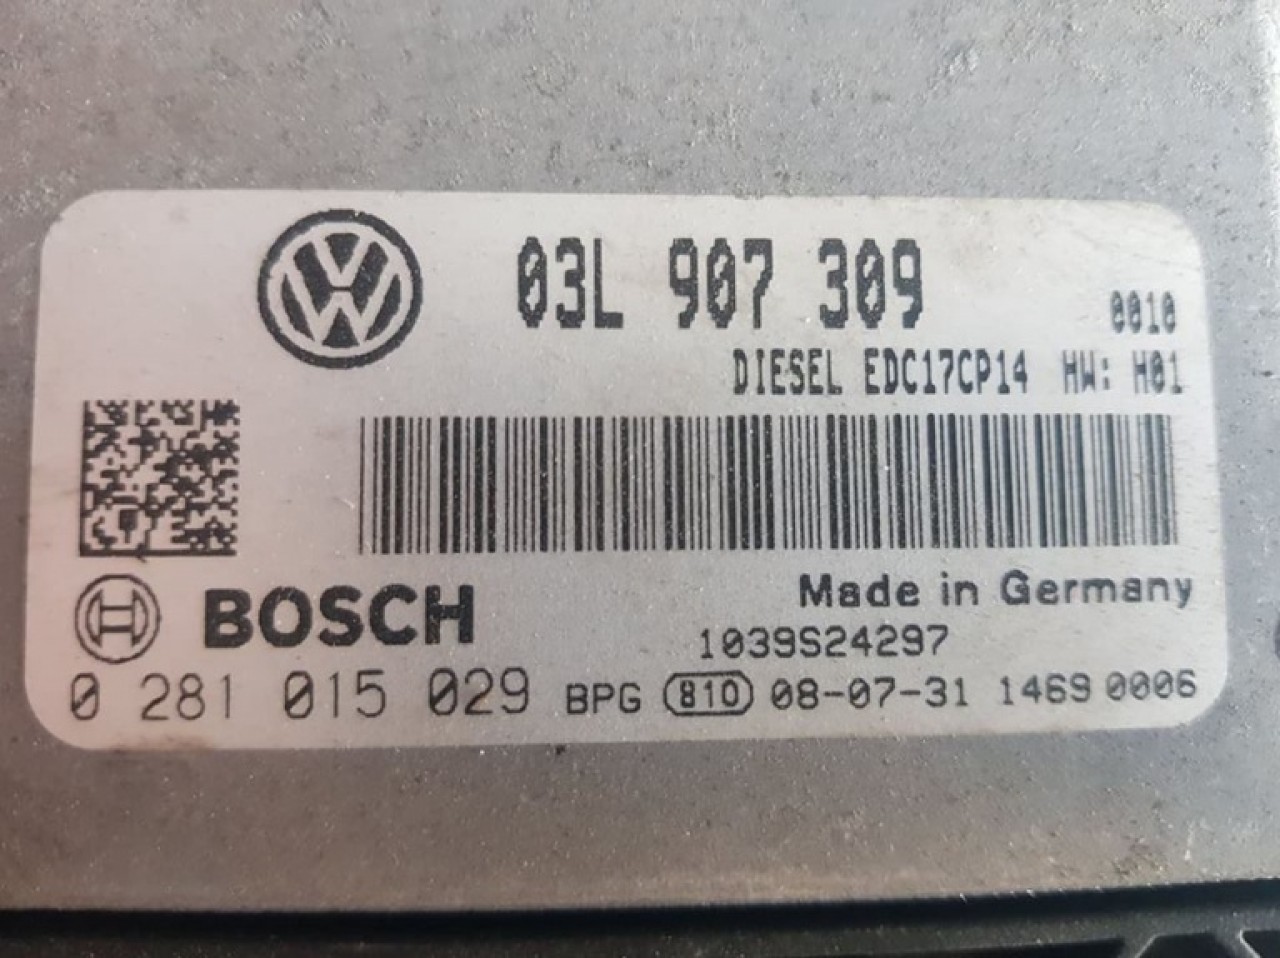 03L 907 309
0010
DIESEL EDC17CP14 HW: H01
BOSCH
Made in Germany
1039S24297
0 281 015 029 BPG 810 08-07-31 1469 0006